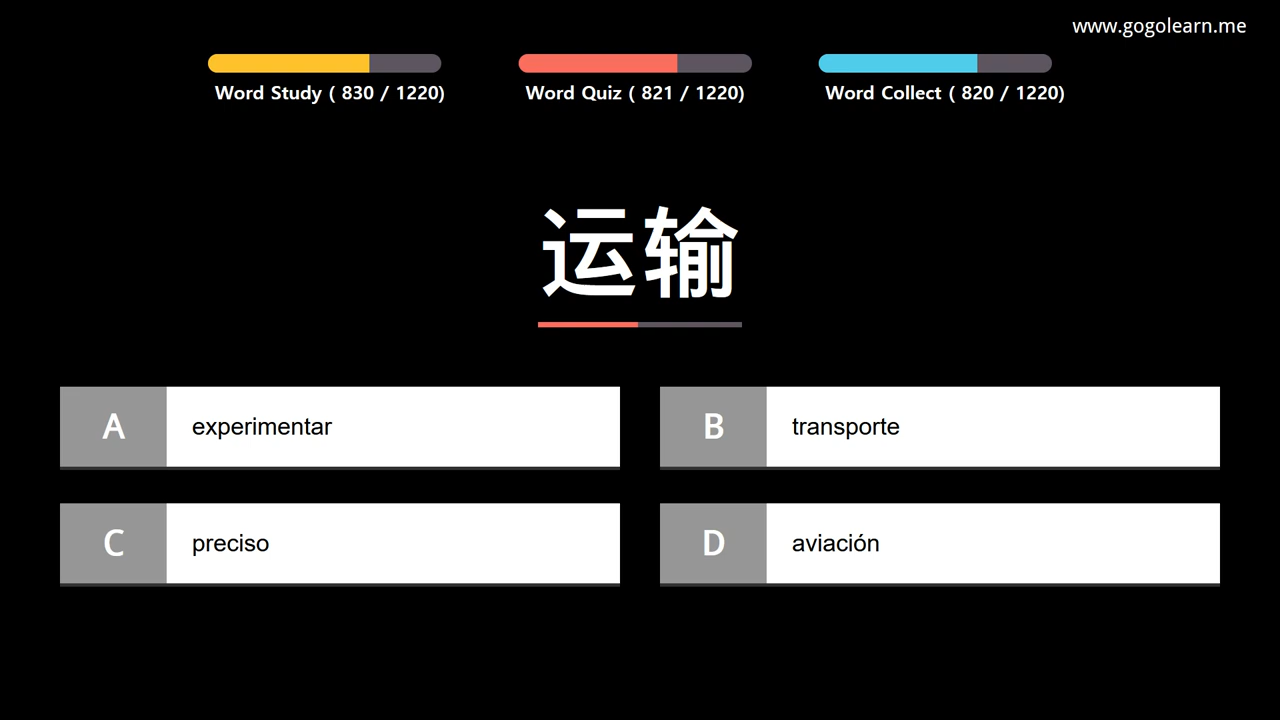 www.gogolearn.me
Word Study ( 830 / 1220)
Word Quiz ( 821 / 1220)
Word Collect ( 820 / 1220)
运输
A experimentar
B transporte
C preciso
D aviación